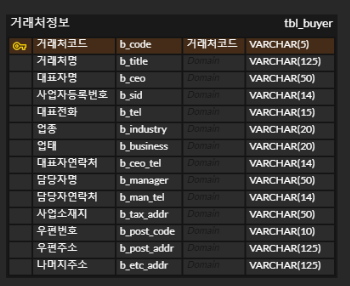 거래처정보 tbl_buyer
거래처코드 b_code 거래처코드 VARCHAR(5)
거래처명 b_title Domain VARCHAR(125)
대표자명 b_ceo Domain VARCHAR(50)
사업자등록번호 b_sid Domain VARCHAR(14)
대표전화 b_tel Domain VARCHAR(15)
업종 b_industry Domain VARCHAR(20)
업태 b_business Domain VARCHAR(20)
대표자연락처 b_ceo_tel Domain VARCHAR(14)
담당자명 b_manager Domain VARCHAR(50)
담당자연락처 b_man_tel Domain VARCHAR(14)
사업소재지 b_tax_addr Domain VARCHAR(50)
우편번호 b_post_code Domain VARCHAR(10)
우편주소 b_post_addr Domain VARCHAR(125)
나머지주소 b_etc_addr Domain VARCHAR(125)